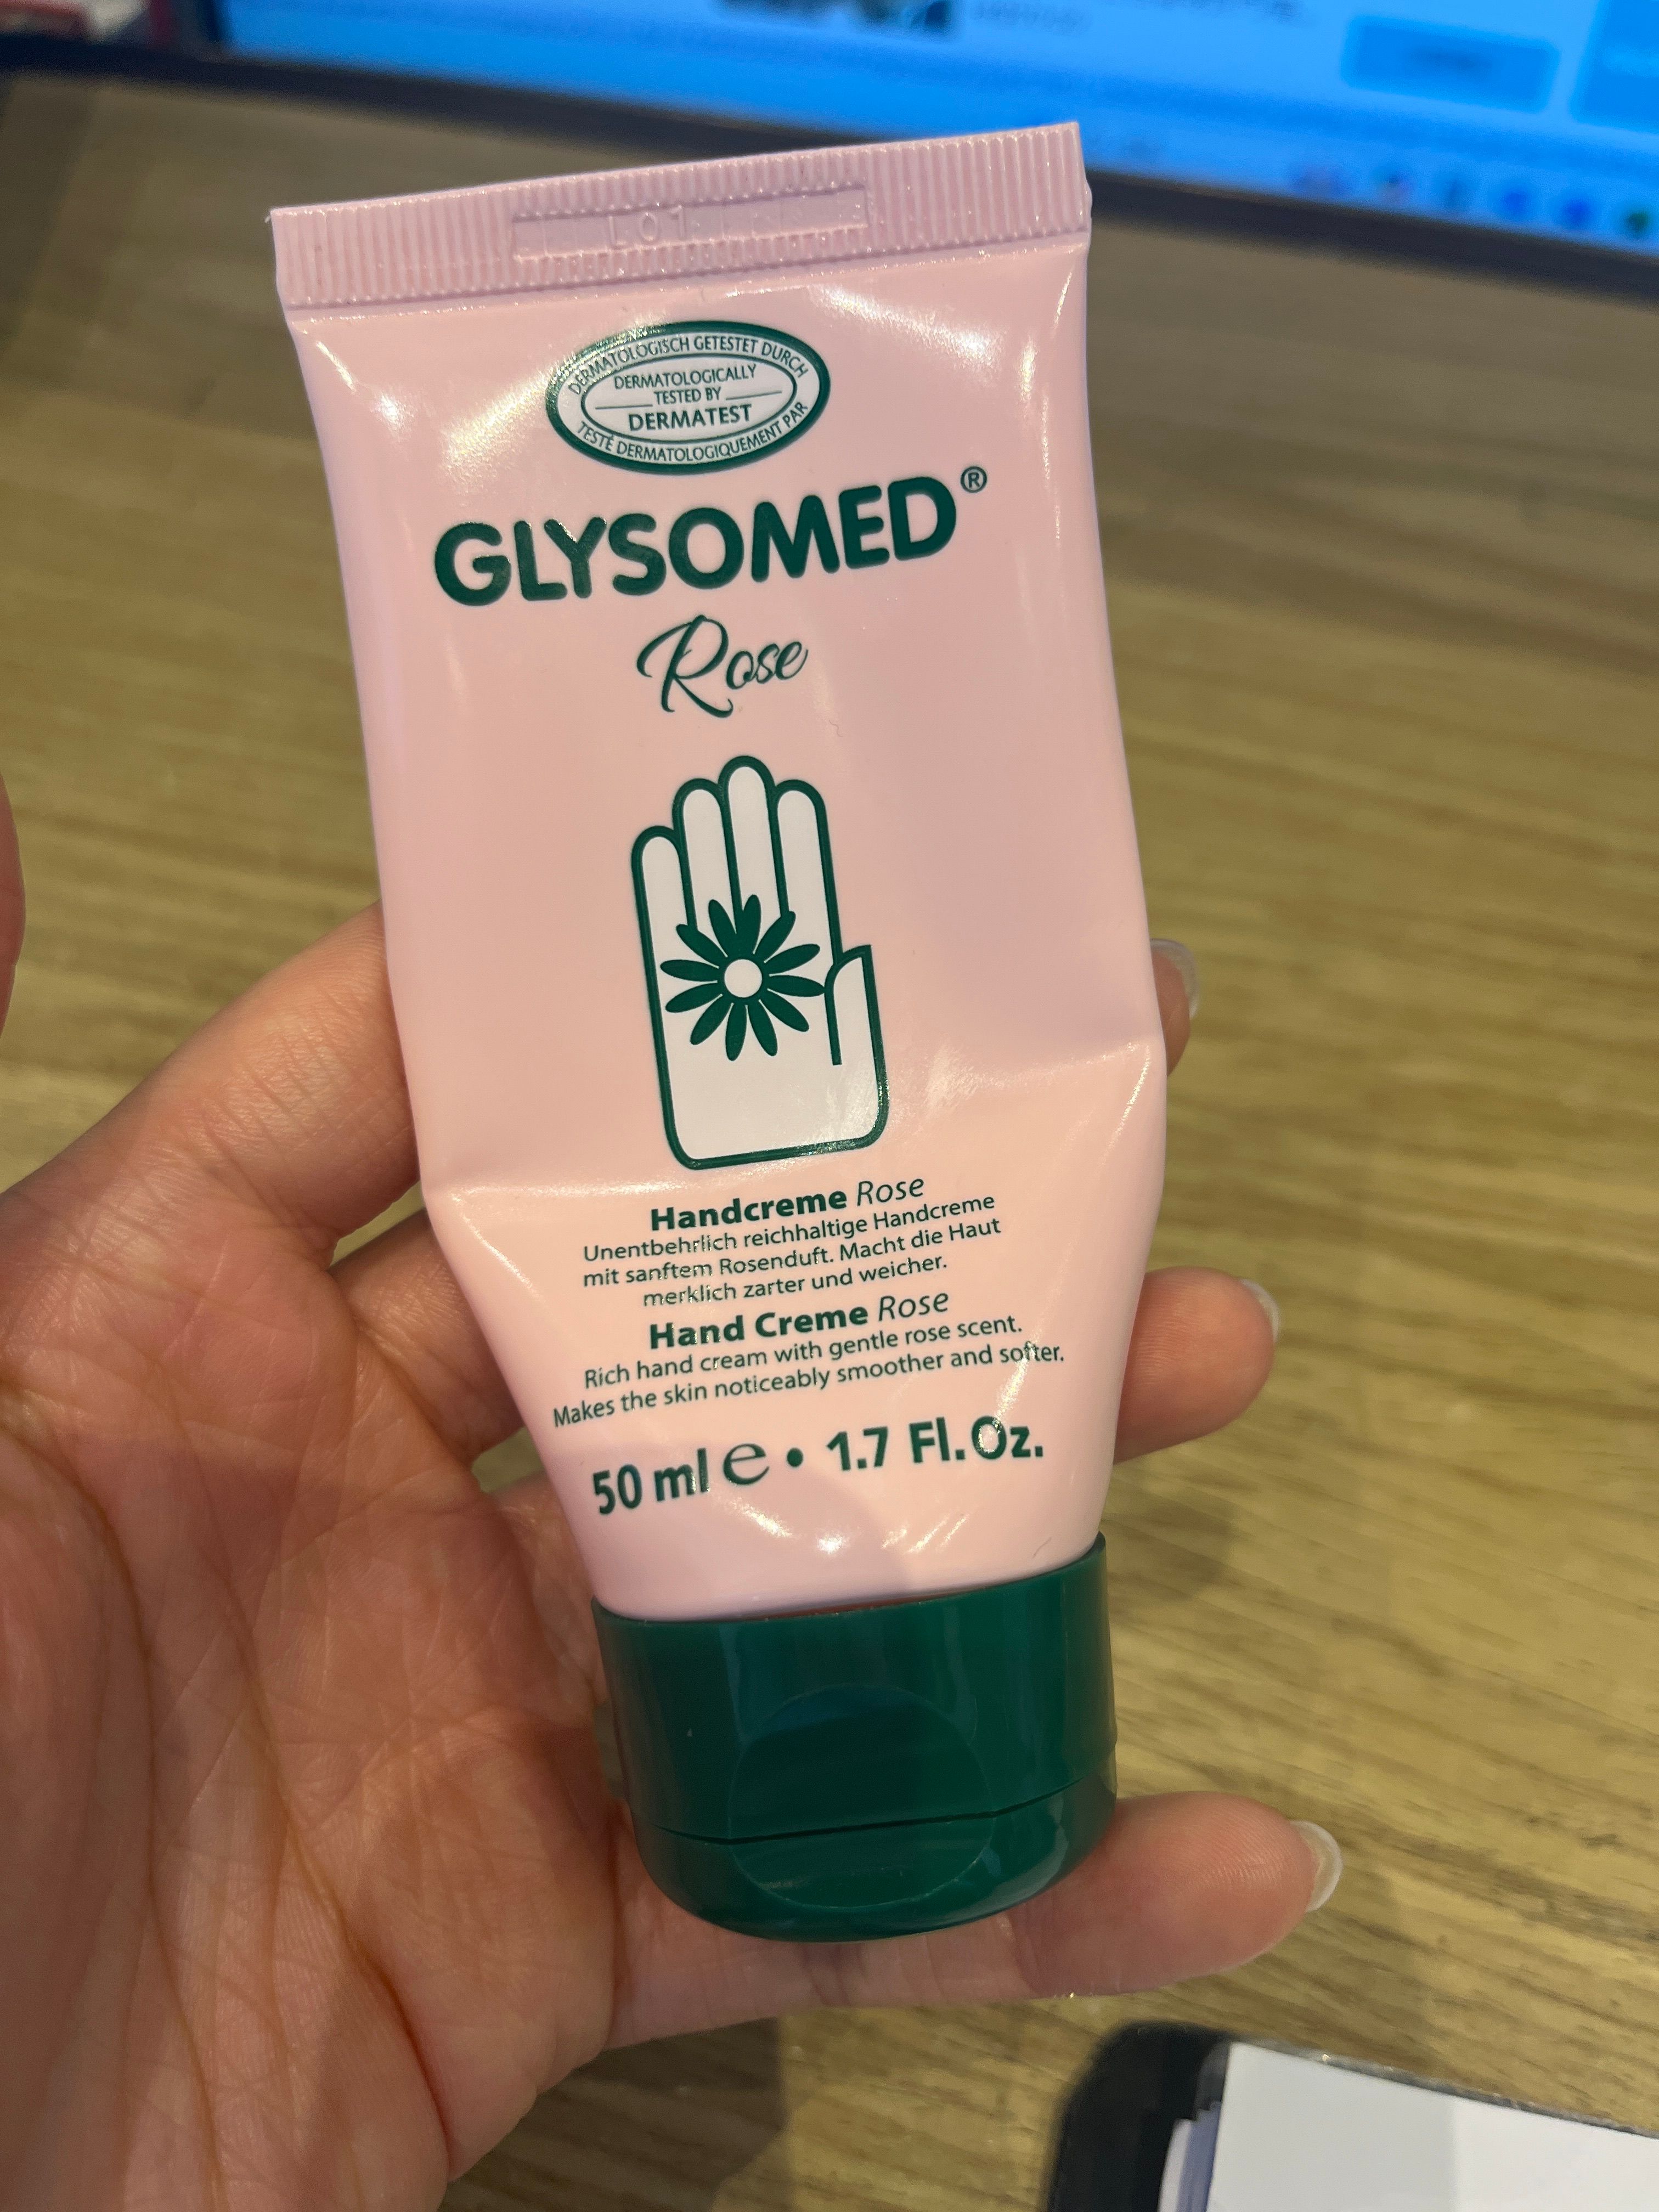 LOT
DERMATOLOGISCH GETESTET DURCH
DERMATOLOGICALLY
TESTED BY
DERMATEST
TESTÉ DERMATOLOGIQUEMENT PAR
GLYSOMED®
Rose
Handcreme Rose
Unentbehrlich reichhaltige Handcreme
mit sanftem Rosenduft. Macht die Haut
merklich zarter und weicher.
Hand Creme Rose
Rich hand cream with gentle rose scent.
Makes the skin noticeably smoother and softer.
50 ml ℮ • 1.7 Fl.Oz.